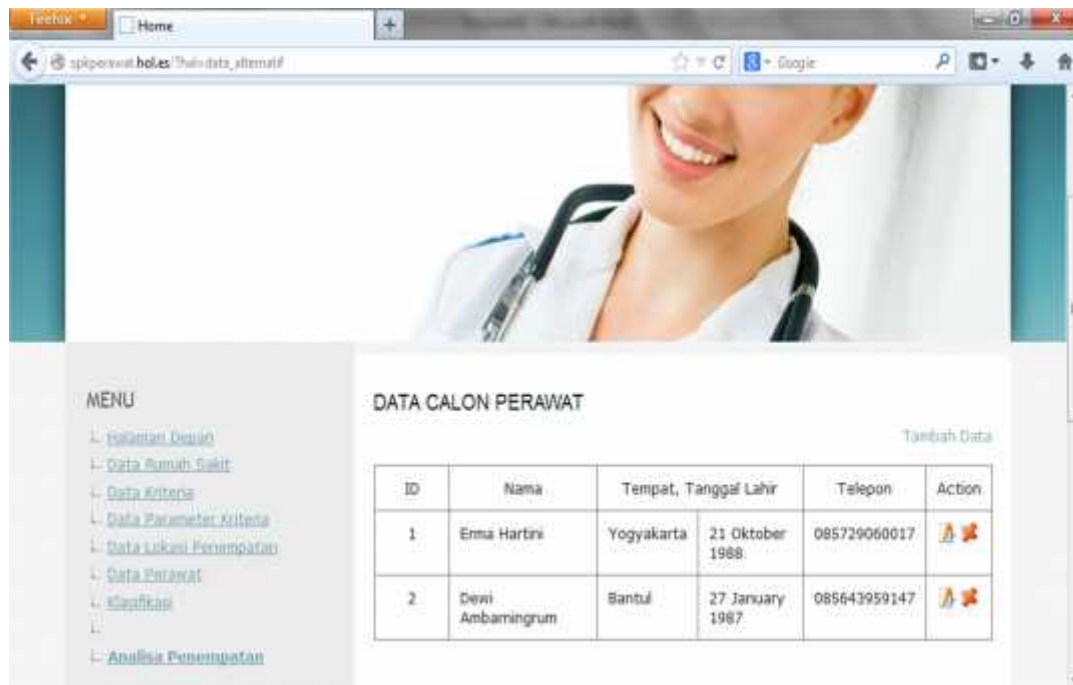 Firefox
Home
spkperawat.hol.es/?hal=data_alternatif
Google
MENU
Halaman Depan
Data Rumah Sakit
Data Kriteria
Data Parameter Kriteria
Data Lokasi Penempatan
Data Perawat
Klasifikasi
Analisa Penempatan
DATA CALON PERAWAT
Tambah Data
ID Nama Tempat, Tanggal Lahir Telepon Action
1 Erma Hartini Yogyakarta 21 Oktober 1988 085729060017
2 Dewi Ambarningrum Bantul 27 January 1987 085643959147